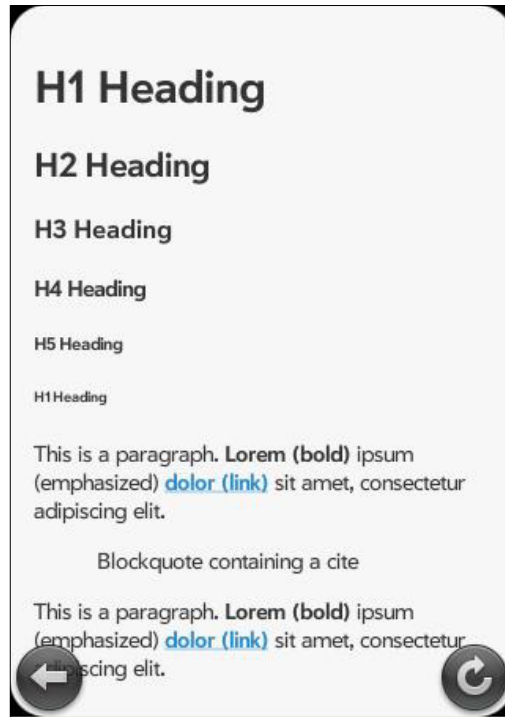 H1 Heading
H2 Heading
H3 Heading
H4 Heading
H5 Heading
H1 Heading
This is a paragraph. Lorem (bold) ipsum
(emphasized) dolor (link) sit amet, consectetur
adipiscing elit.
Blockquote containing a cite
This is a paragraph. Lorem (bold) ipsum
(emphasized) dolor (link) sit amet, consectetur
adipiscing elit.